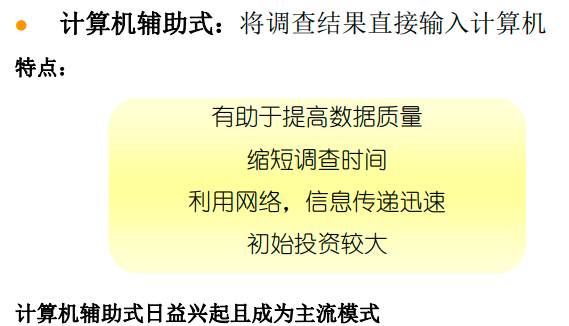 计算机辅助式：将调查结果直接输入计算机
特点：
有助于提高数据质量
缩短调查时间
利用网络，信息传递迅速
初始投资较大
计算机辅助式日益兴起且成为主流模式